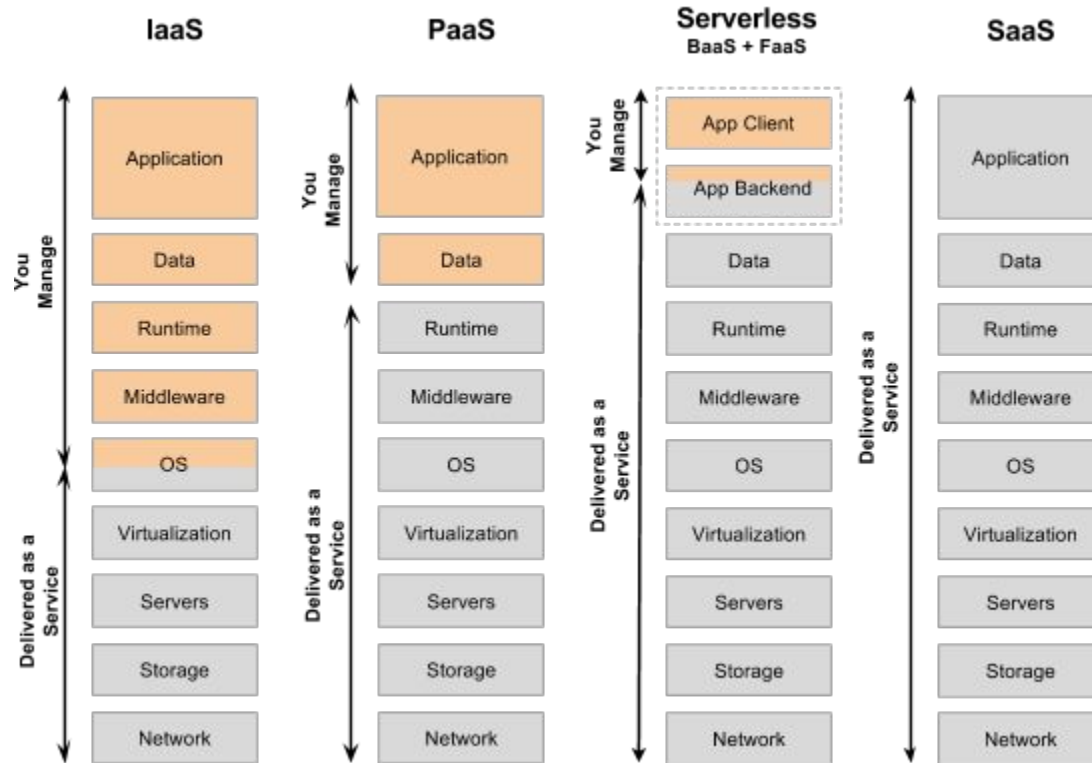 IaaS
PaaS
Serverless
BaaS + FaaS
SaaS
You
Manage
Application
Data
Runtime
Middleware
OS
Delivered as a
Service
Virtualization
Servers
Storage
Network
You
Manage
Application
Data
Delivered as a
Service
Runtime
Middleware
OS
Virtualization
Servers
Storage
Network
You
Manage
App Client
App Backend
Delivered as a
Service
Data
Runtime
Middleware
OS
Virtualization
Servers
Storage
Network
Delivered as a
Service
Application
Data
Runtime
Middleware
OS
Virtualization
Servers
Storage
Network